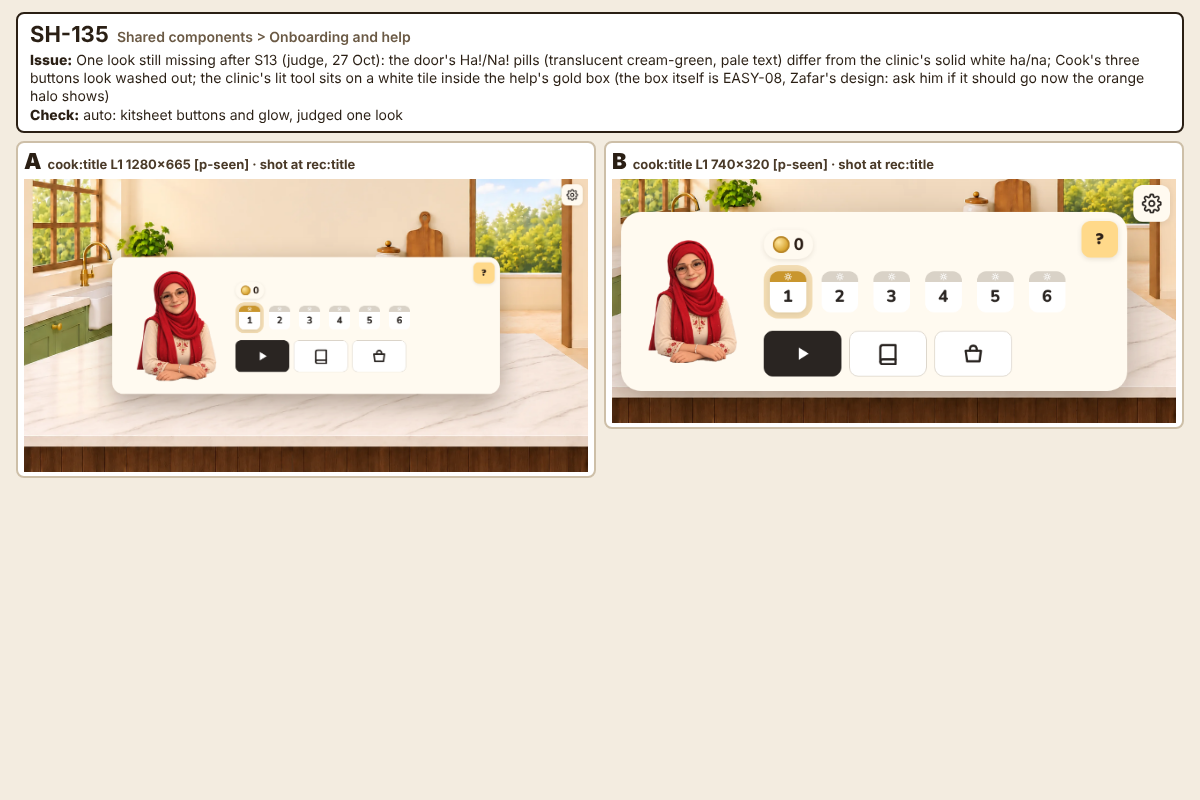 SH-135 Shared components > Onboarding and help
Issue: One look still missing after S13 (judge, 27 Oct): the door's Ha!/Na! pills (translucent cream-green, pale text) differ from the clinic's solid white ha/na; Cook's three
buttons look washed out; the clinic's lit tool sits on a white tile inside the help's gold box (the box itself is EASY-08, Zafar's design: ask him if it should go now the orange
halo shows)
Check: auto: kitsheet buttons and glow, judged one look
A cook:title L1 1280×665 [p-seen] · shot at rec:title
?
0
1 2 3 4 5 6
B cook:title L1 740×320 [p-seen] · shot at rec:title
?
0
1 2 3 4 5 6